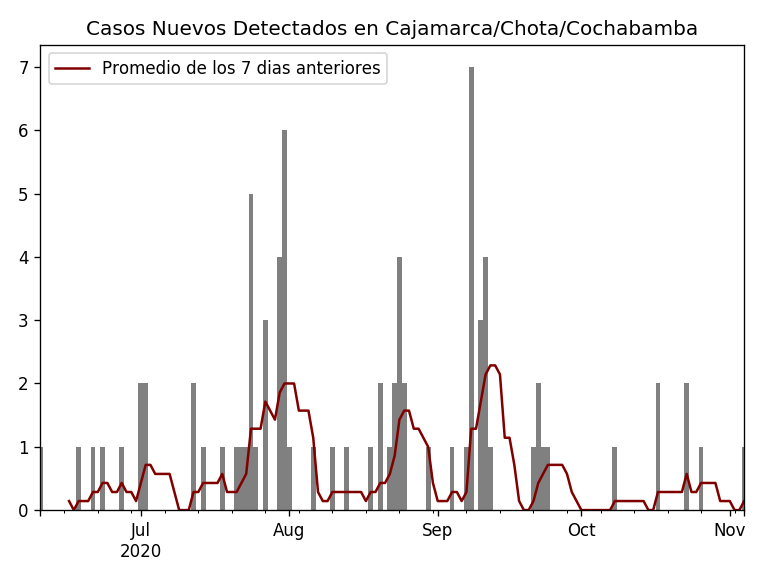 Casos Nuevos Detectados en Cajamarca/Chota/Cochabamba
Promedio de los 7 dias anteriores
7
6
5
4
3
2
1
0
Jul
2020
Aug
Sep
Oct
Nov